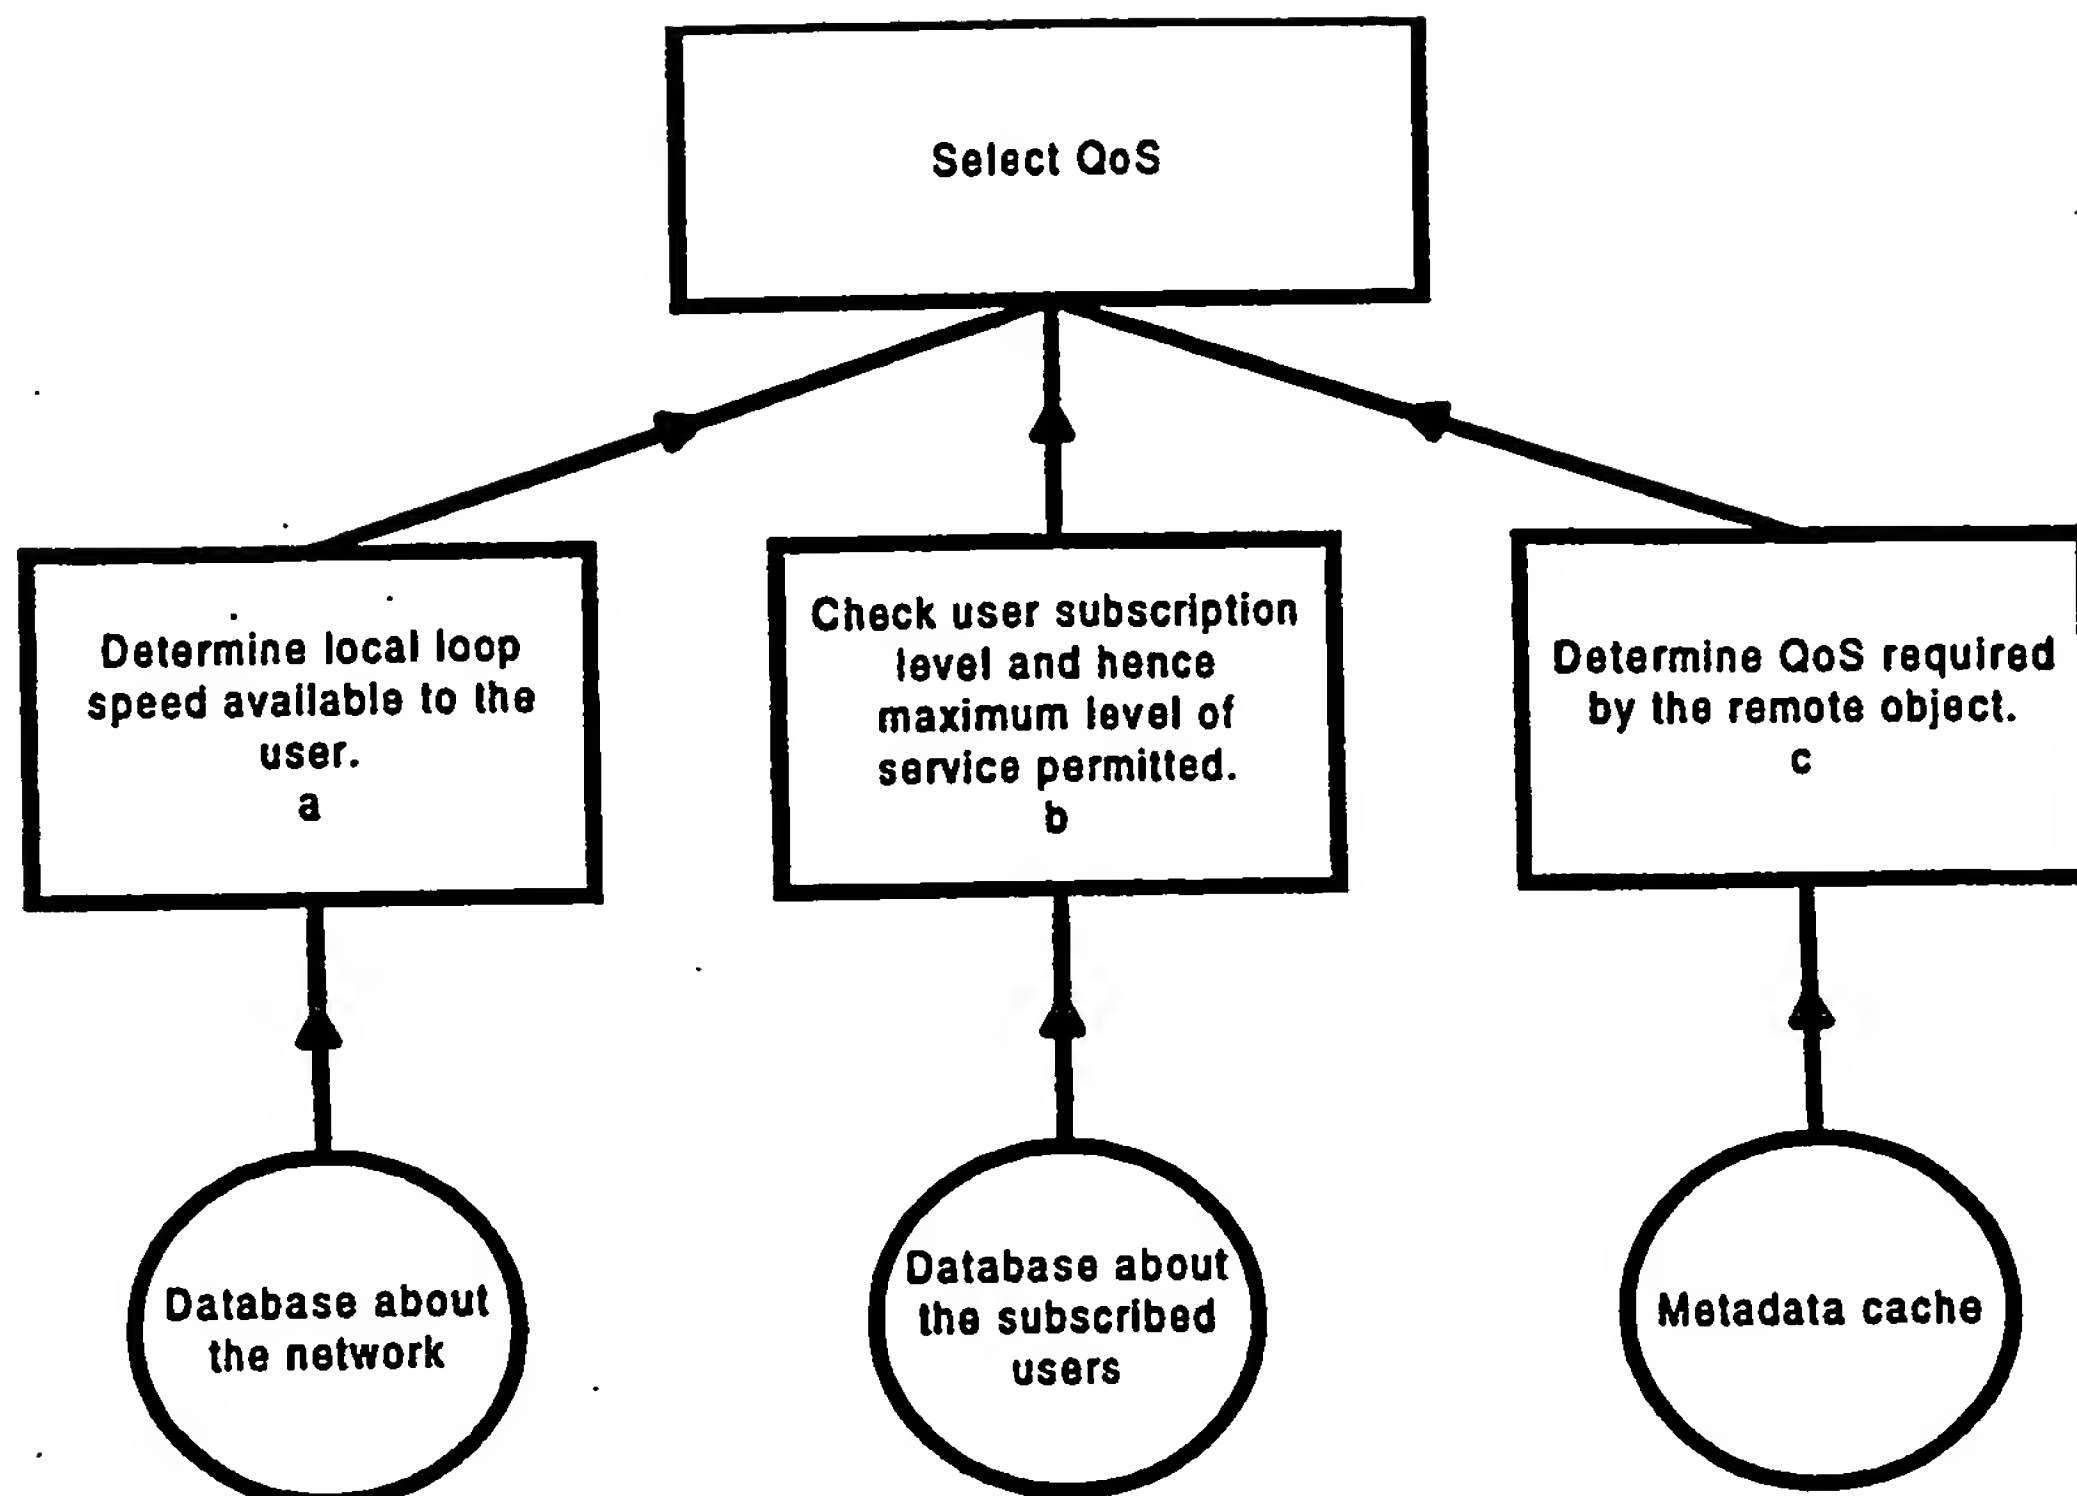 Select QoS
Determine local loop
speed available to the
user.
a
Check user subscription
level and hence
maximum level of
service permitted.
b
Determine QoS required
by the remote object.
c
Database about
the network
Database about
the subscribed
users
Metadata cache